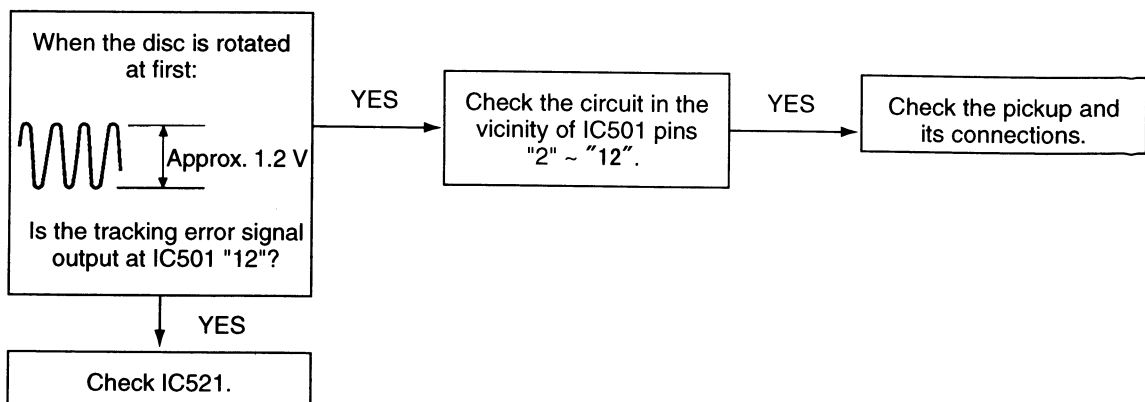 When the disc is rotated
at first:
Approx. 1.2 V
Is the tracking error signal
output at IC501 "12"?
YES
Check the circuit in the
vicinity of IC501 pins
"2" ~ "12".
YES
Check the pickup and
its connections.
YES
Check IC521.